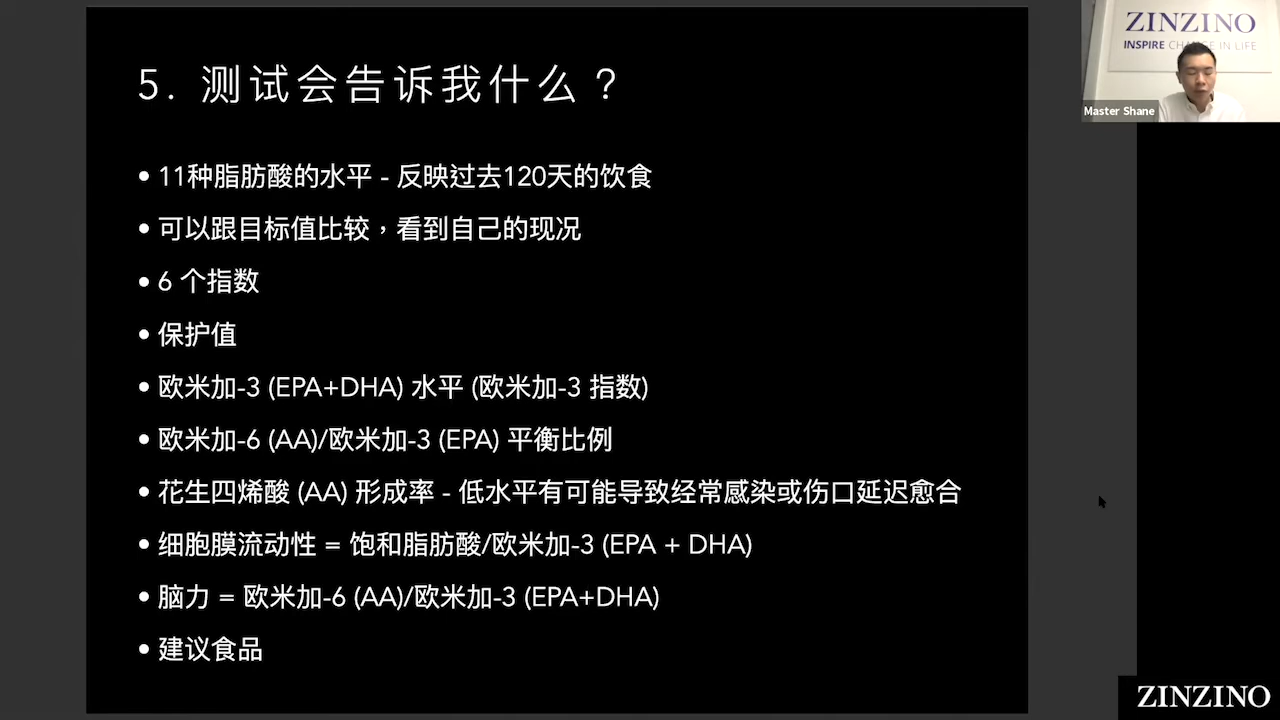 5. 测试会告诉我什么？
• 11种脂肪酸的水平 - 反映过去120天的饮食
• 可以跟目标值比较，看到自己的现况
• 6 个指数
• 保护值
• 欧米加-3 (EPA+DHA) 水平 (欧米加-3 指数)
• 欧米加-6 (AA)/欧米加-3 (EPA) 平衡比例
• 花生四烯酸 (AA) 形成率 - 低水平有可能导致经常感染或伤口延迟愈合
• 细胞膜流动性 = 饱和脂肪酸/欧米加-3 (EPA + DHA)
• 脑力 = 欧米加-6 (AA)/欧米加-3 (EPA+DHA)
• 建议食品
ZINZINO
INSPIRE CHANGE IN LIFE
Master Shane
ZINZINO